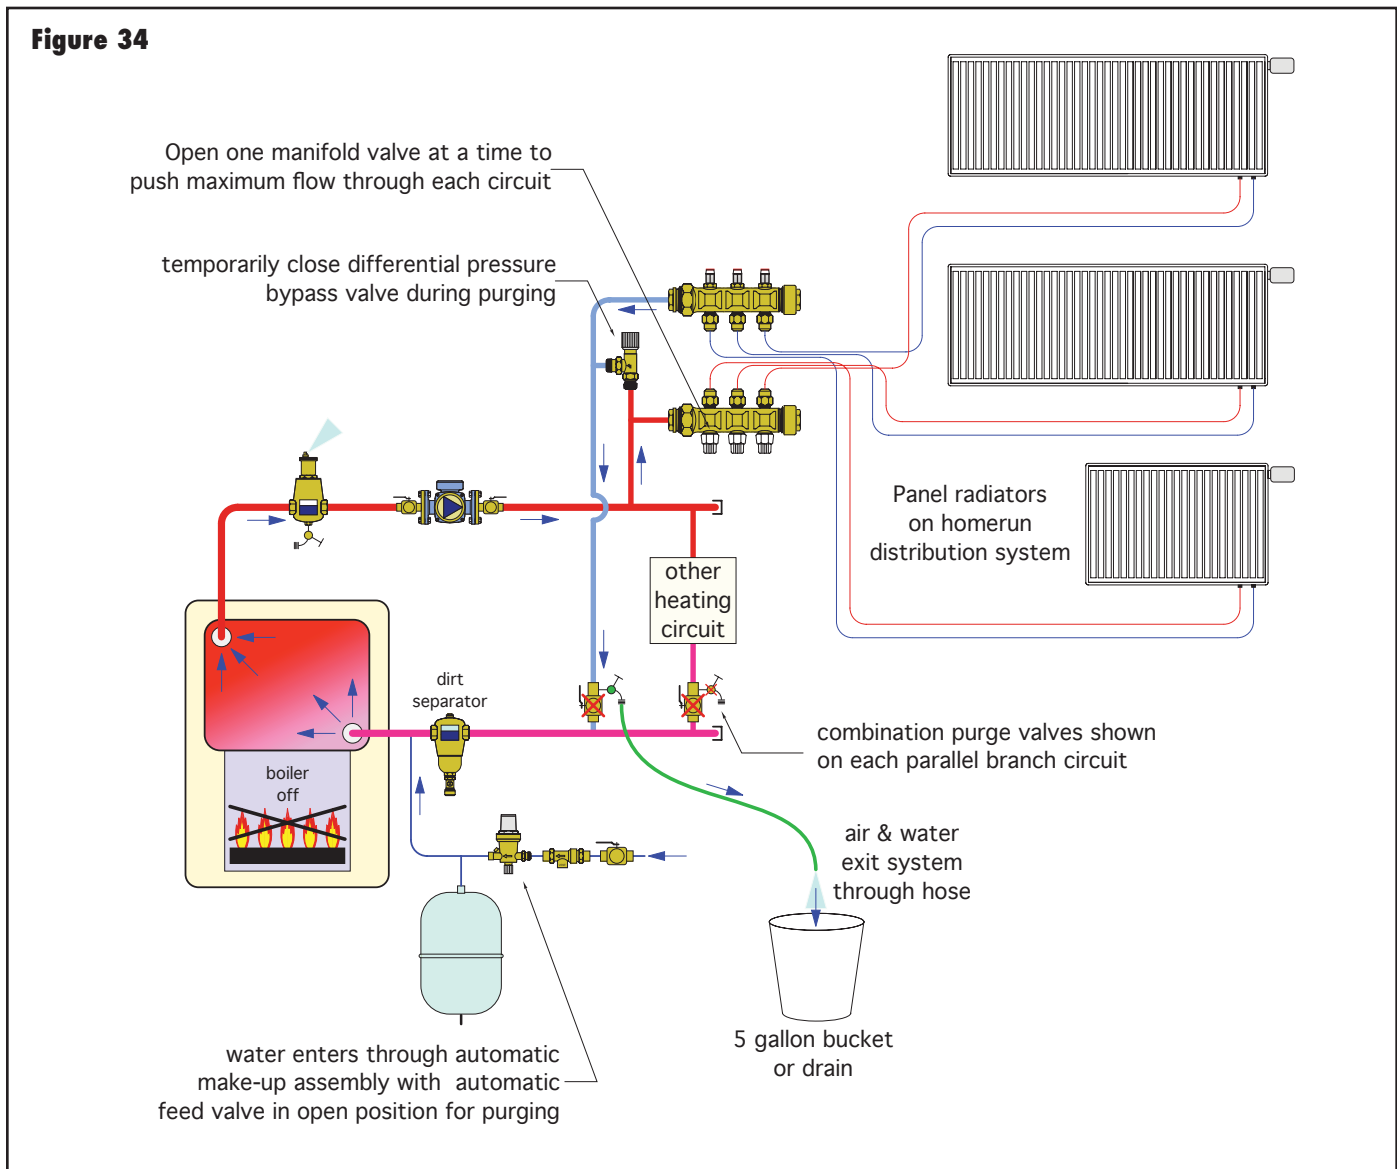 Figure 34
Open one manifold valve at a time to
push maximum flow through each circuit
temporarily close differential pressure
bypass valve during purging
Panel radiators
on homerun
distribution system
other
heating
circuit
dirt
separator
boiler
off
combination purge valves shown
on each parallel branch circuit
air & water
exit system
through hose
5 gallon bucket
or drain
water enters through automatic
make-up assembly with automatic
feed valve in open position for purging